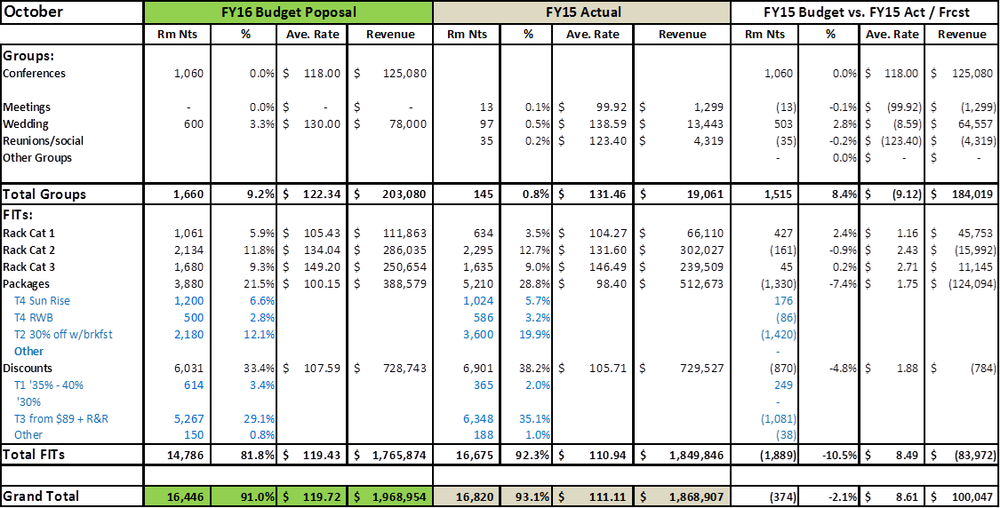 October FY16 Budget Poposal FY15 Actual FY15 Budget vs. FY15 Act / Frcst
Rm Nts % Ave. Rate Revenue Rm Nts % Ave. Rate Revenue Rm Nts % Ave. Rate Revenue
Groups:
Conferences 1,060 0.0% $ 118.00 $ 125,080 1,060 0.0% $ 118.00 $ 125,080
Meetings - 0.0% $ - $ - 13 0.1% $ 99.92 $ 1,299 (13) -0.1% $ (99.92) $ (1,299)
Wedding 600 3.3% $ 130.00 $ 78,000 97 0.5% $ 138.59 $ 13,443 503 2.8% $ (8.59) $ 64,557
Reunions/social 35 0.2% $ 123.40 $ 4,319 (35) -0.2% $ (123.40) $ (4,319)
Other Groups - 0.0% $ - $ -
Total Groups 1,660 9.2% $ 122.34 $ 203,080 145 0.8% $ 131.46 $ 19,061 1,515 8.4% $ (9.12) $ 184,019
FITs:
Rack Cat 1 1,061 5.9% $ 105.43 $ 111,863 634 3.5% $ 104.27 $ 66,110 427 2.4% $ 1.16 $ 45,753
Rack Cat 2 2,134 11.8% $ 134.04 $ 286,035 2,295 12.7% $ 131.60 $ 302,027 (161) -0.9% $ 2.43 $ (15,992)
Rack Cat 3 1,680 9.3% $ 149.20 $ 250,654 1,635 9.0% $ 146.49 $ 239,509 45 0.2% $ 2.71 $ 11,145
Packages 3,880 21.5% $ 100.15 $ 388,579 5,210 28.8% $ 98.40 $ 512,673 (1,330) -7.4% $ 1.75 $ (124,094)
T4 Sun Rise 1,200 6.6% 1,024 5.7% 176
T4 RWB 500 2.8% 586 3.2% (86)
T2 30% off w/brkfst 2,180 12.1% 3,600 19.9% (1,420)
Other -
Discounts 6,031 33.4% $ 107.59 $ 728,743 6,901 38.2% $ 105.71 $ 729,527 (870) -4.8% $ 1.88 $ (784)
T1 '35% - 40% 614 3.4% 365 2.0% 249
'30% -
T3 from $89 + R&R 5,267 29.1% 6,348 35.1% (1,081)
Other 150 0.8% 188 1.0% (38)
Total FITs 14,786 81.8% $ 119.43 $ 1,765,874 16,675 92.3% $ 110.94 $ 1,849,846 (1,889) -10.5% $ 8.49 $ (83,972)
Grand Total 16,446 91.0% $ 119.72 $ 1,968,954 16,820 93.1% $ 111.11 $ 1,868,907 (374) -2.1% $ 8.61 $ 100,047